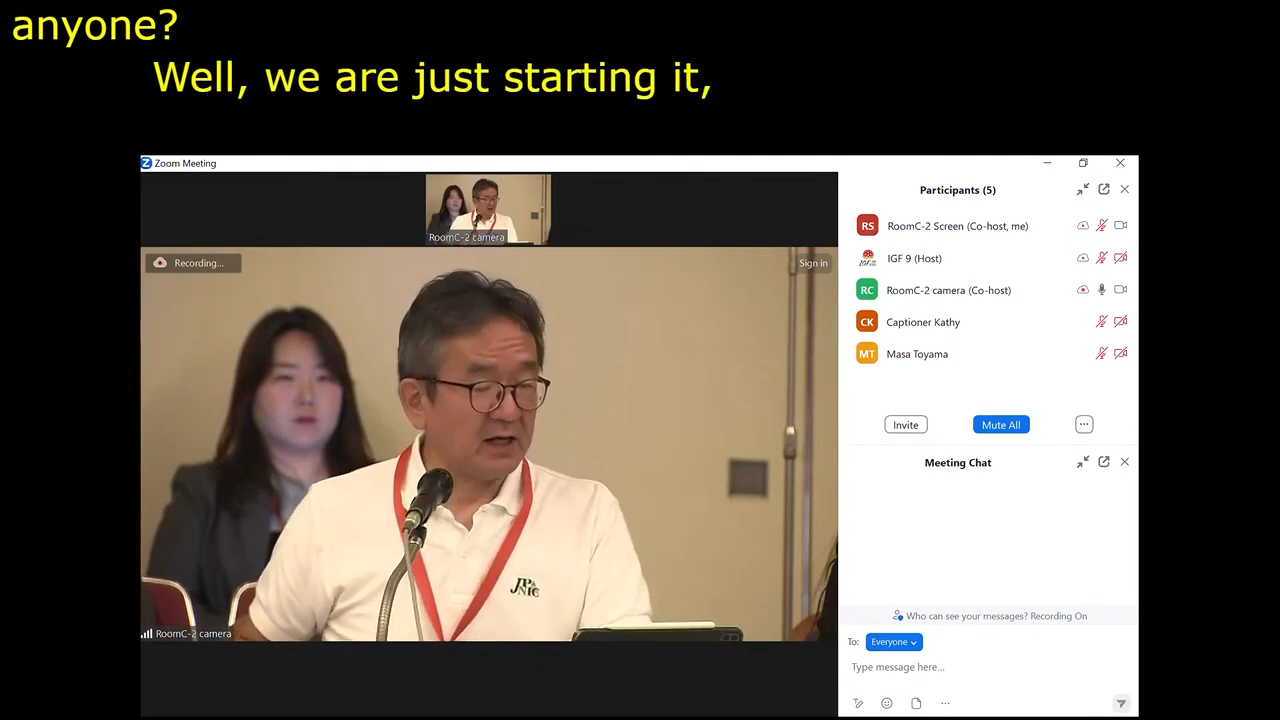 anyone?
Well, we are just starting it,
Zoom Meeting
RoomC-2 camera
Recording...
Sign in
JP
NIC
RoomC-2 camera
Participants (5)
RS RoomC-2 Screen (Co-host, me)
IGF 9 (Host)
RC RoomC-2 camera (Co-host)
CK Captioner Kathy
MT Masa Toyama
Invite
Mute All
Meeting Chat
Who can see your messages? Recording On
To: Everyone
Type message here...